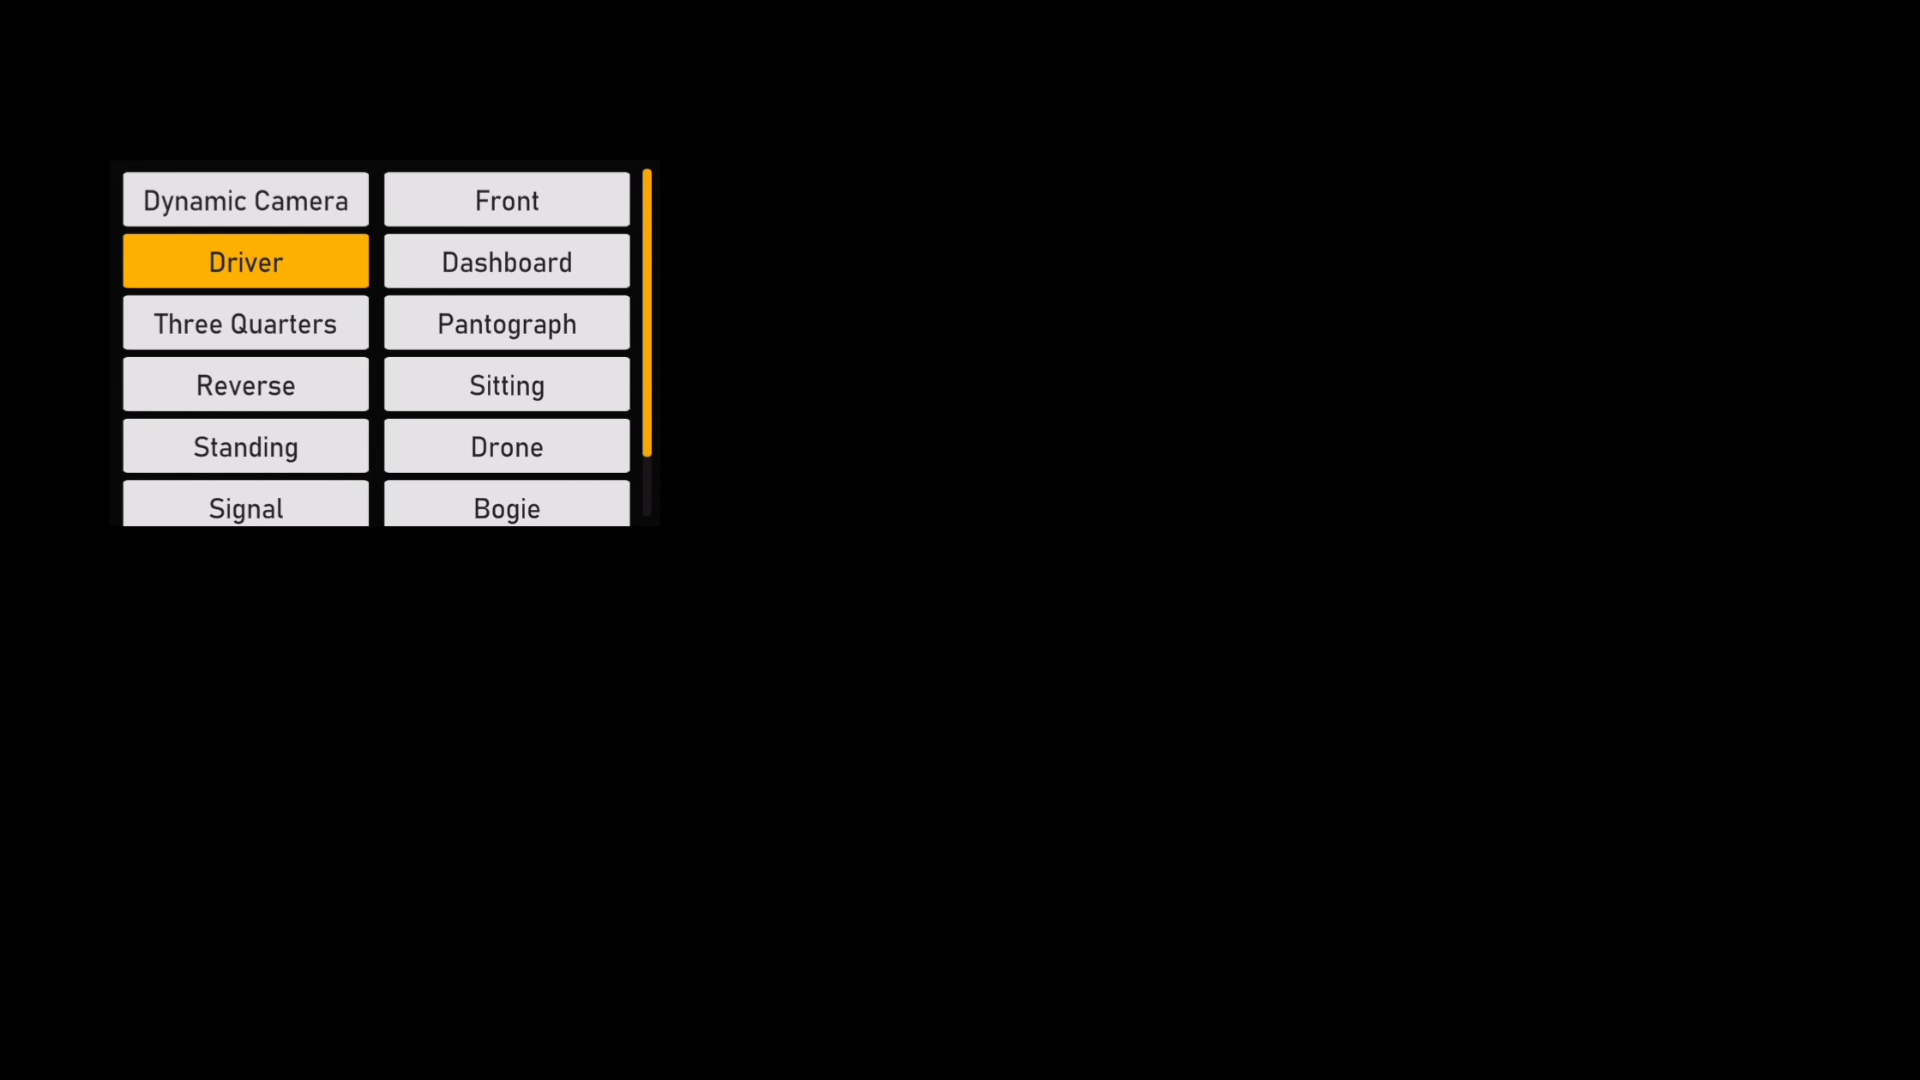 Dynamic Camera
Front
Driver
Dashboard
Three Quarters
Pantograph
Reverse
Sitting
Standing
Drone
Signal
Bogie